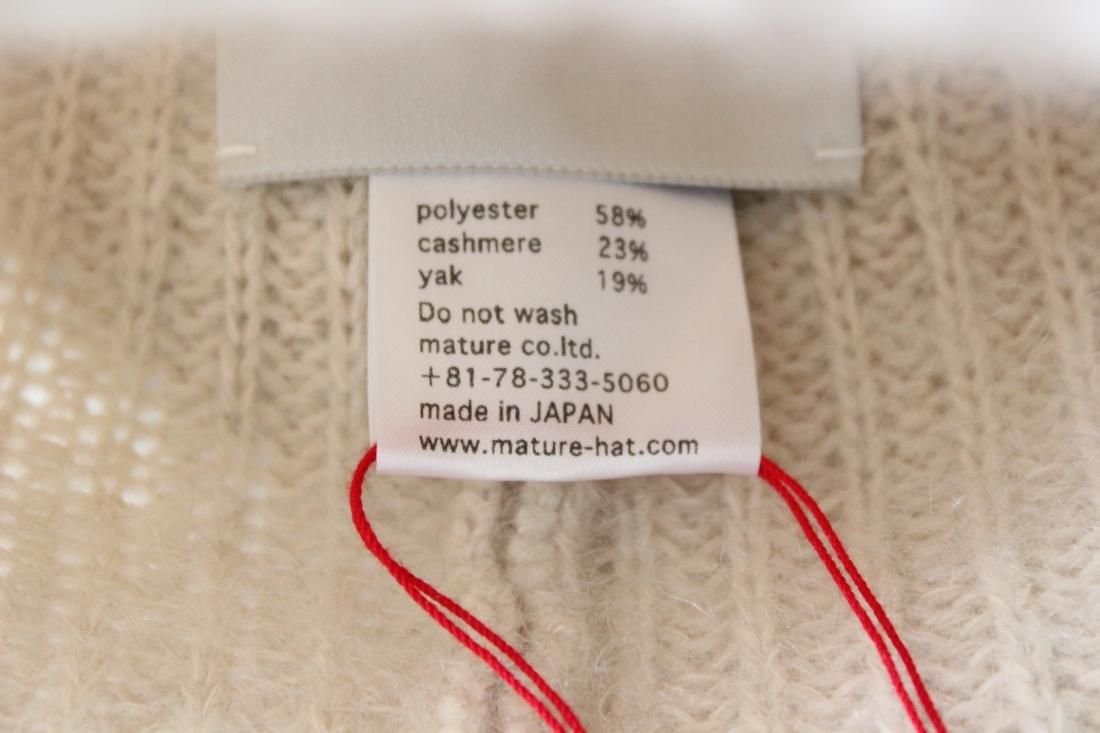 polyester 58%
cashmere 23%
yak 19%
Do not wash
mature co.ltd.
+81-78-333-5060
made in JAPAN
www.mature-hat.com